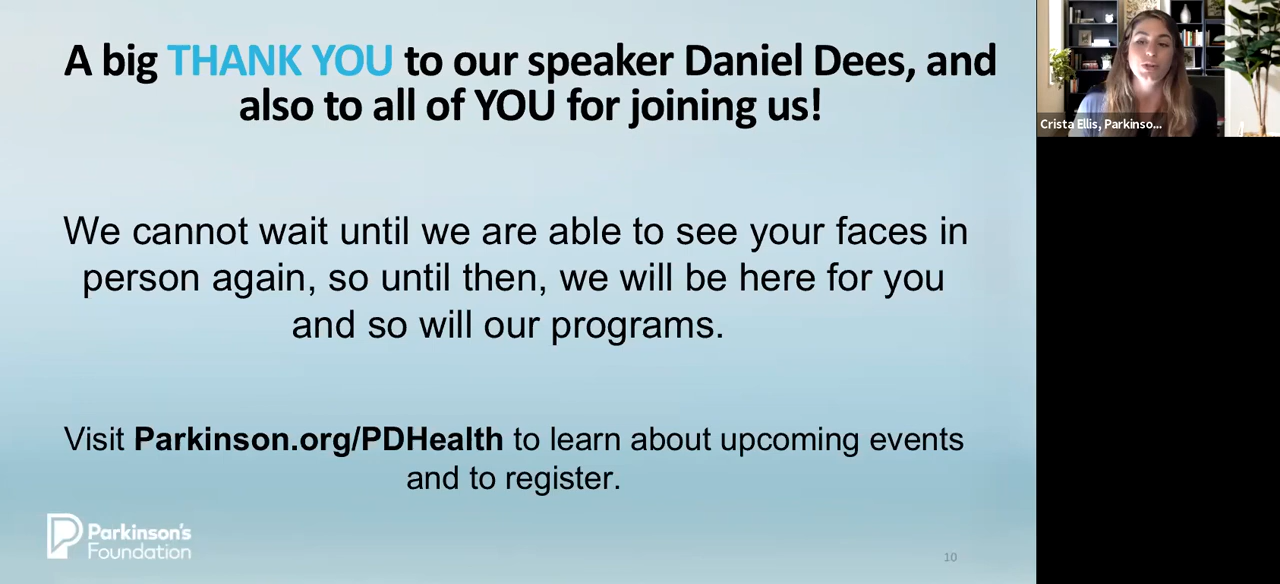 A big THANK YOU to our speaker Daniel Dees, and
also to all of YOU for joining us!
We cannot wait until we are able to see your faces in
person again, so until then, we will be here for you
and so will our programs.
Visit Parkinson.org/PDHealth to learn about upcoming events
and to register.
Parkinson's
Foundation
10
Crista Ellis, Parkinso...